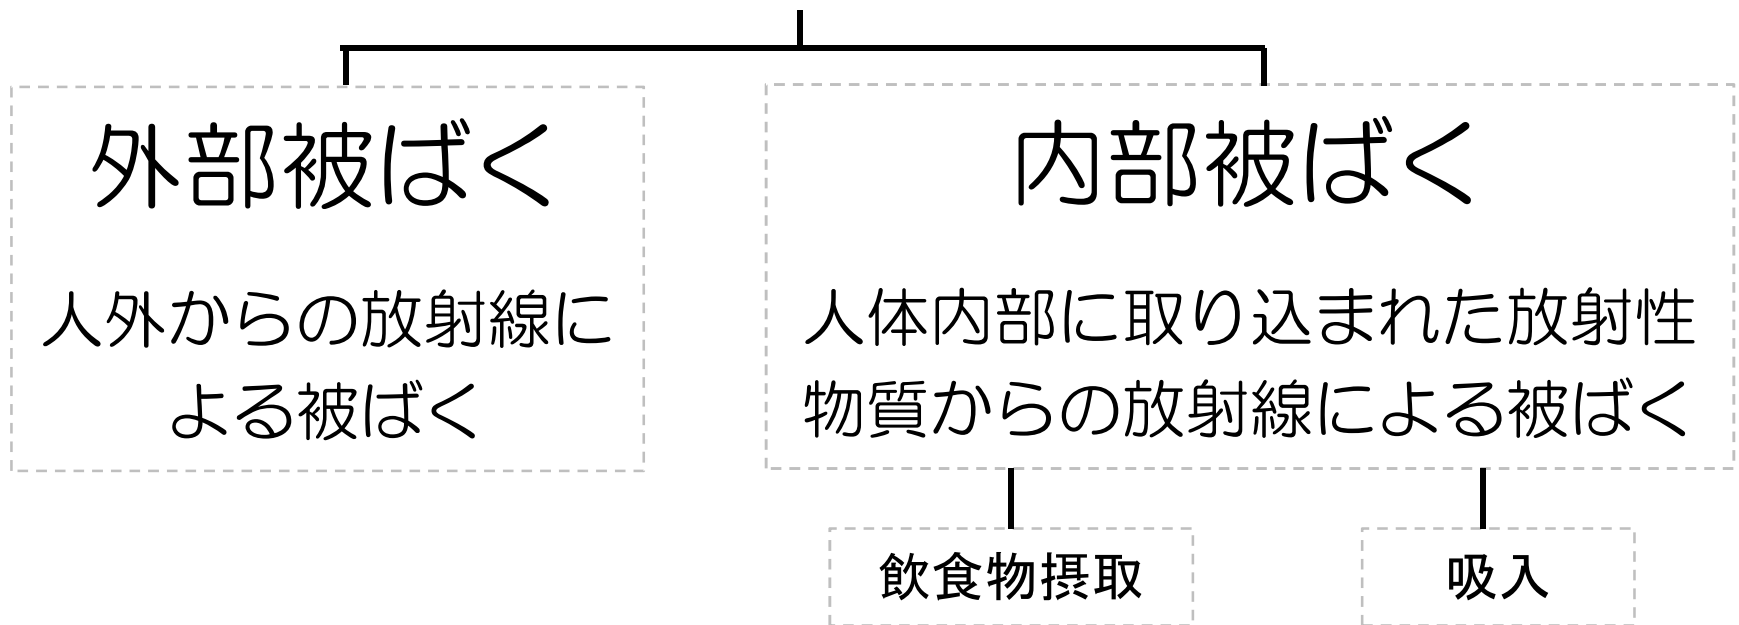 外部被ばく
人外からの放射線に
よる被ばく
内部被ばく
人体内部に取り込まれた放射性
物質からの放射線による被ばく
飲食物摂取
吸入